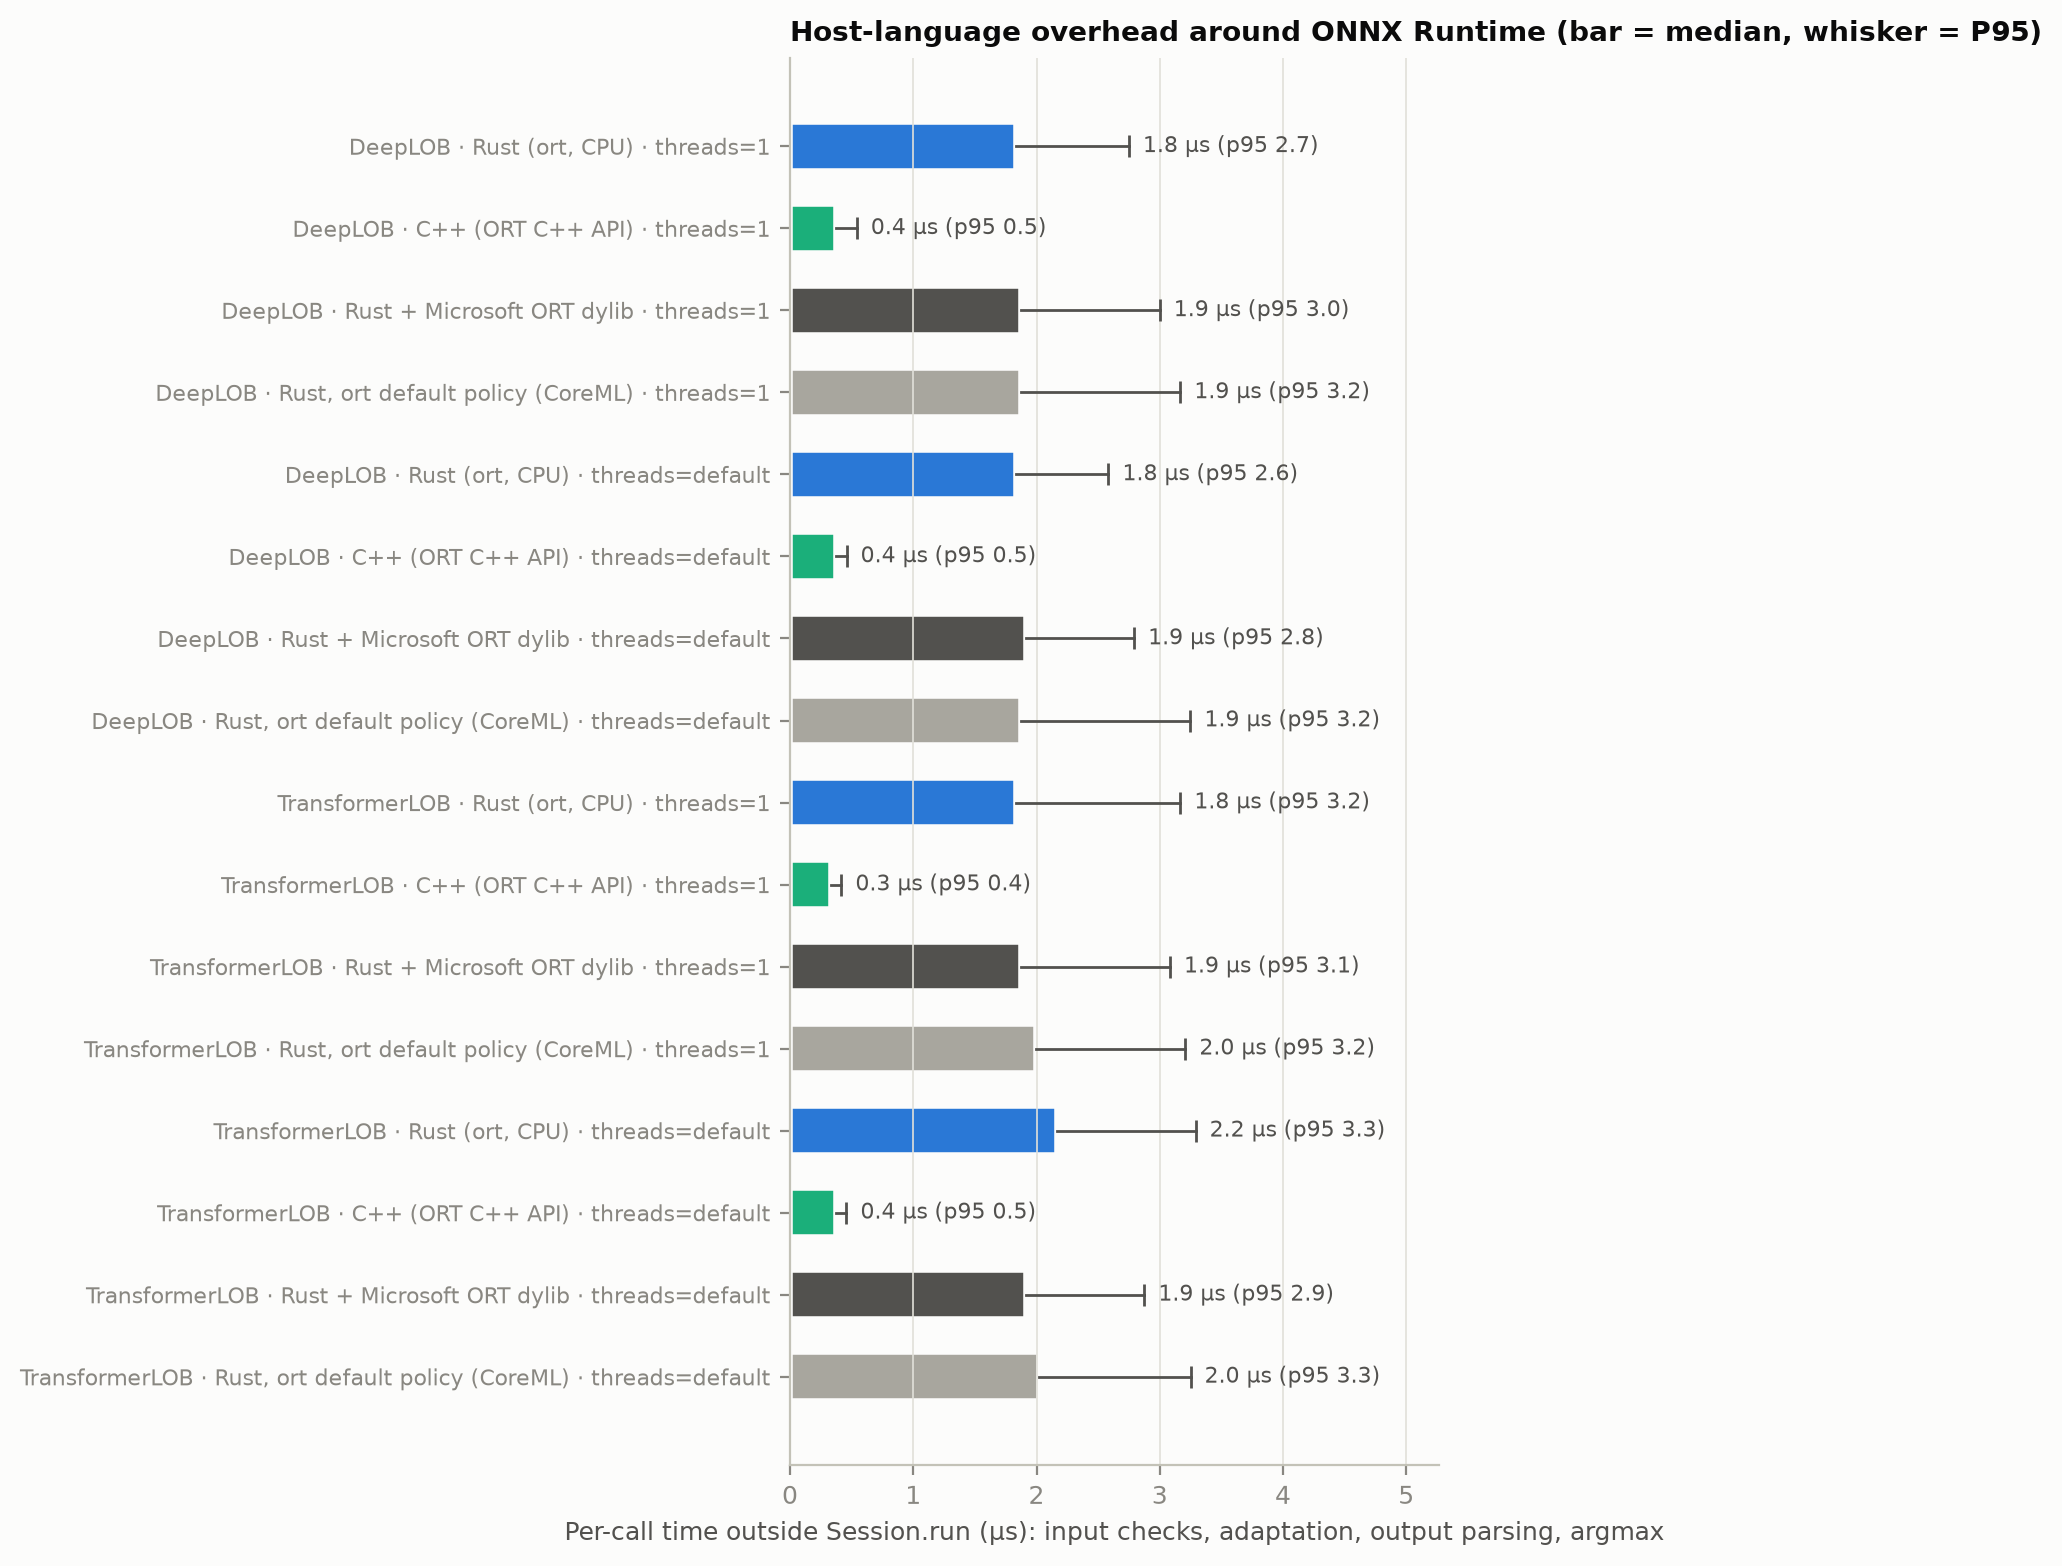 Host-language overhead around ONNX Runtime (bar = median, whisker = P95)
DeepLOB · Rust (ort, CPU) · threads=1
1.8 µs (p95 2.7)
DeepLOB · C++ (ORT C++ API) · threads=1
0.4 µs (p95 0.5)
DeepLOB · Rust + Microsoft ORT dylib · threads=1
1.9 µs (p95 3.0)
DeepLOB · Rust, ort default policy (CoreML) · threads=1
1.9 µs (p95 3.2)
DeepLOB · Rust (ort, CPU) · threads=default
1.8 µs (p95 2.6)
DeepLOB · C++ (ORT C++ API) · threads=default
0.4 µs (p95 0.5)
DeepLOB · Rust + Microsoft ORT dylib · threads=default
1.9 µs (p95 2.8)
DeepLOB · Rust, ort default policy (CoreML) · threads=default
1.9 µs (p95 3.2)
TransformerLOB · Rust (ort, CPU) · threads=1
1.8 µs (p95 3.2)
TransformerLOB · C++ (ORT C++ API) · threads=1
0.3 µs (p95 0.4)
TransformerLOB · Rust + Microsoft ORT dylib · threads=1
1.9 µs (p95 3.1)
TransformerLOB · Rust, ort default policy (CoreML) · threads=1
2.0 µs (p95 3.2)
TransformerLOB · Rust (ort, CPU) · threads=default
2.2 µs (p95 3.3)
TransformerLOB · C++ (ORT C++ API) · threads=default
0.4 µs (p95 0.5)
TransformerLOB · Rust + Microsoft ORT dylib · threads=default
1.9 µs (p95 2.9)
TransformerLOB · Rust, ort default policy (CoreML) · threads=default
2.0 µs (p95 3.3)
0 1 2 3 4 5
Per-call time outside Session.run (µs): input checks, adaptation, output parsing, argmax